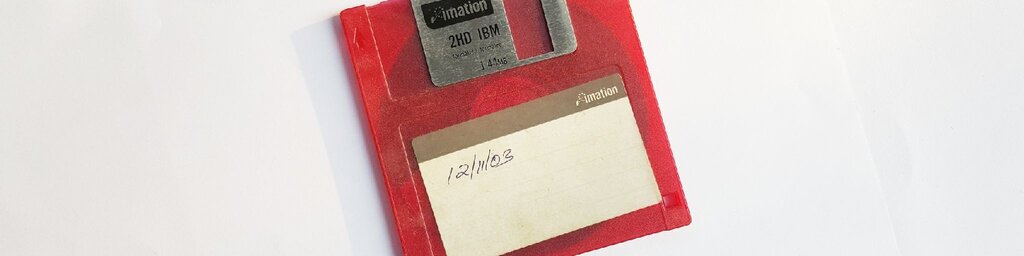 imation
2HD IBM
1.44MB
imation
12/11/03